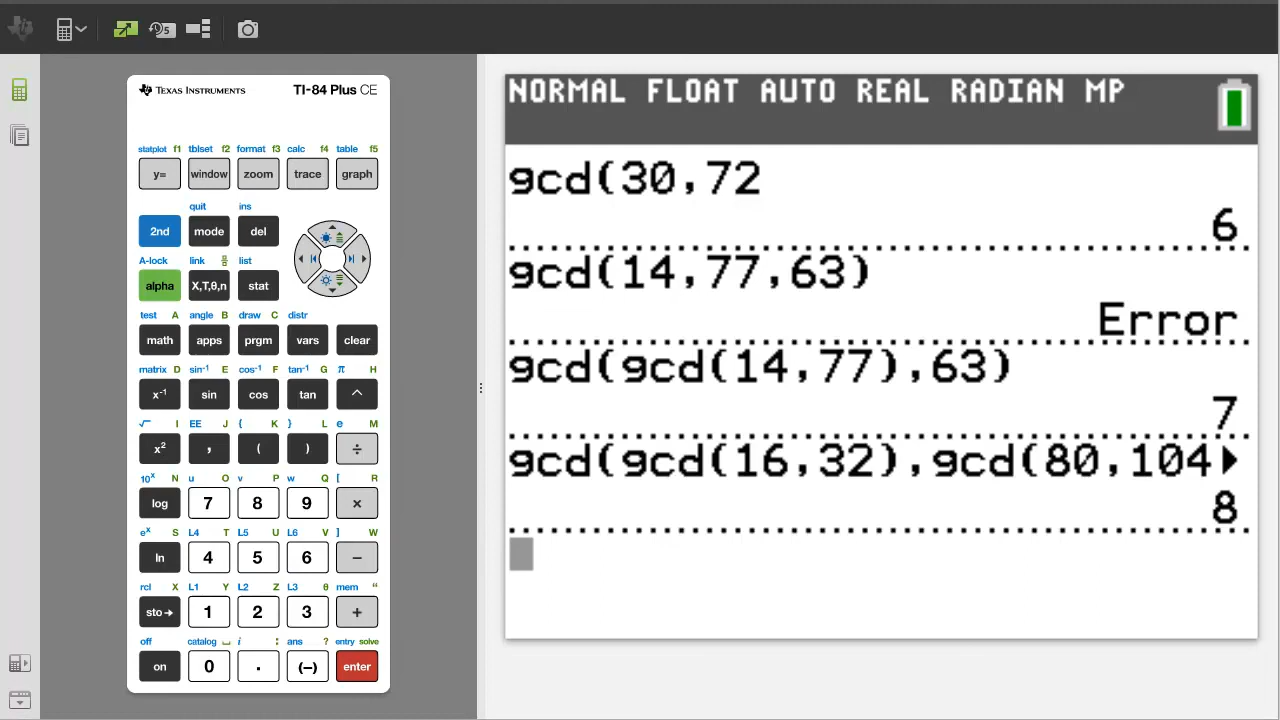 TEXAS INSTRUMENTS TI-84 Plus CE
statplot f1 tblset f2 format f3 calc f4 table f5
y= window zoom trace graph
quit ins
2nd mode del
A-lock link list
alpha X,T,θ,n stat
test A angle B draw C distr
math apps prgm vars clear
matrix D sin⁻¹ E cos⁻¹ F tan⁻¹ G π H
x⁻¹ sin cos tan ^
√ I EE J { K } L e M
x² , ( ) ÷
10ˣ N u O v P w Q [ R
log 7 8 9 ×
eˣ S L4 T L5 U L6 V ] W
ln 4 5 6 −
rcl X L1 Y L2 Z L3 θ mem “
sto→ 1 2 3 +
off catalog ⎵ i : ans ? entry solve
on 0 . (−) enter
NORMAL FLOAT AUTO REAL RADIAN MP
gcd(30,72
6
gcd(14,77,63)
Error
gcd(gcd(14,77),63)
7
gcd(gcd(16,32),gcd(80,104▶
8